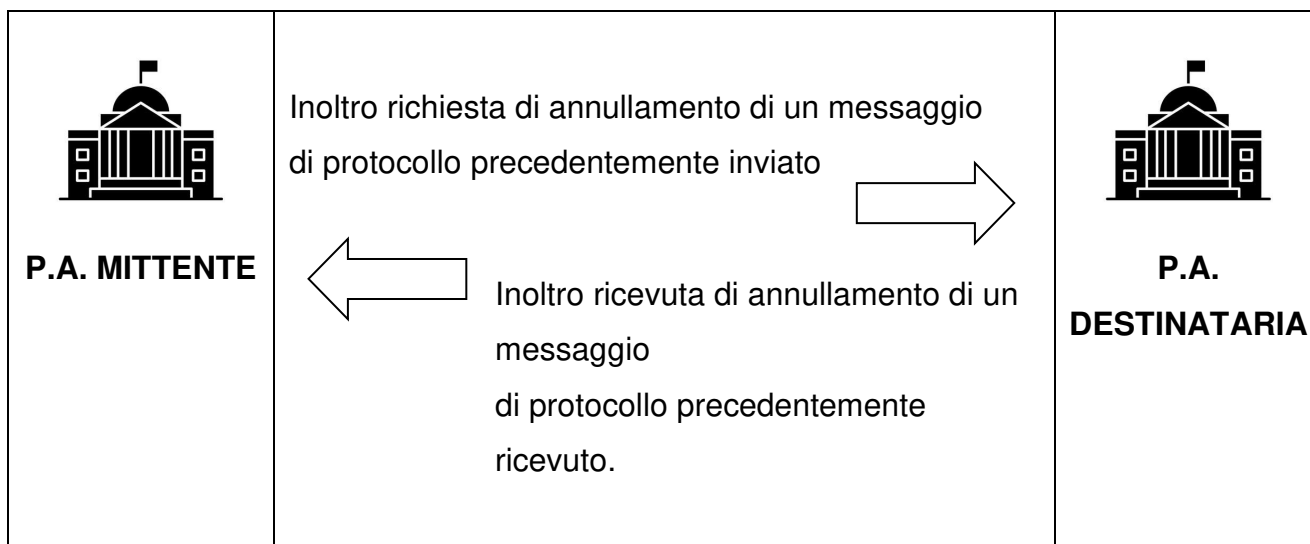 Inoltro richiesta di annullamento di un messaggio
di protocollo precedentemente inviato
P.A. MITTENTE
Inoltro ricevuta di annullamento di un
messaggio
di protocollo precedentemente
ricevuto.
P.A.
DESTINATARIA